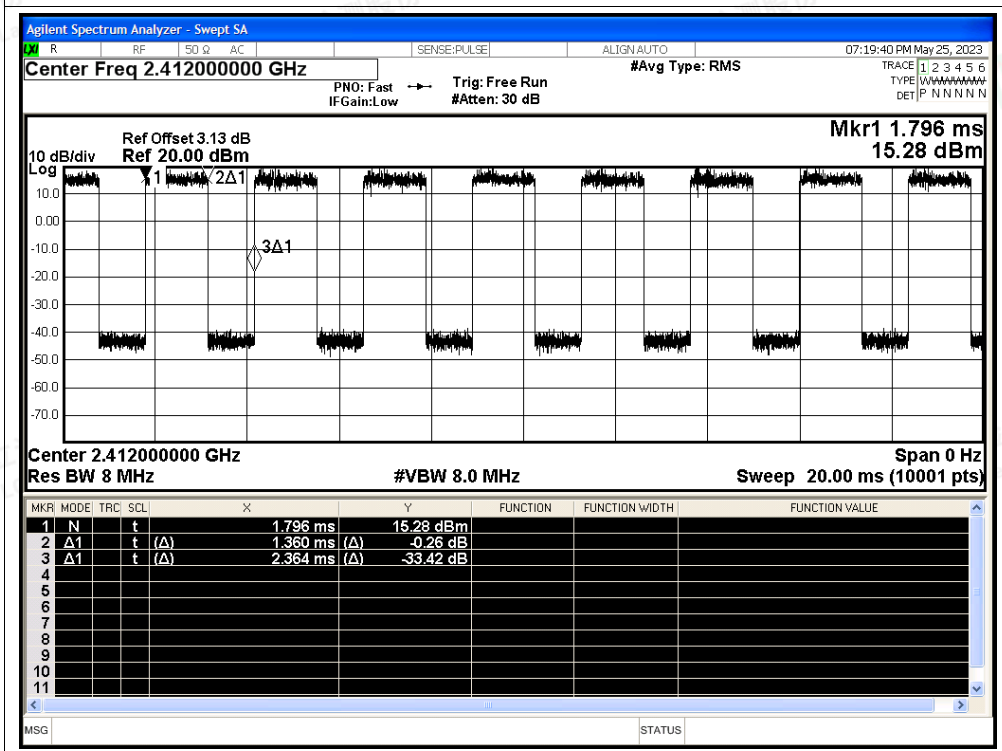 Agilent Spectrum Analyzer - Swept SA
LXI R RF 50 Ω AC SENSE:PULSE ALIGN AUTO 07:19:40 PM May 25, 2023
Center Freq 2.412000000 GHz #Avg Type: RMS TRACE 1 2 3 4 5 6
PNO: Fast Trig: Free Run TYPE WWWWWW
IFGain:Low #Atten: 30 dB DET P N N N N N
Mkr1 1.796 ms
15.28 dBm
Ref Offset 3.13 dB
10 dB/div Ref 20.00 dBm
Log
1 2Δ1
10.0
0.00
-10.0 3Δ1
-20.0
-30.0
-40.0
-50.0
-60.0
-70.0
Center 2.412000000 GHz Span 0 Hz
Res BW 8 MHz #VBW 8.0 MHz Sweep 20.00 ms (10001 pts)
MKR MODE TRC SCL X Y FUNCTION FUNCTION WIDTH FUNCTION VALUE
1 N t 1.796 ms 15.28 dBm
2 Δ1 t (Δ) 1.360 ms (Δ) -0.26 dB
3 Δ1 t (Δ) 2.364 ms (Δ) -33.42 dB
4
5
6
7
8
9
10
11
MSG STATUS